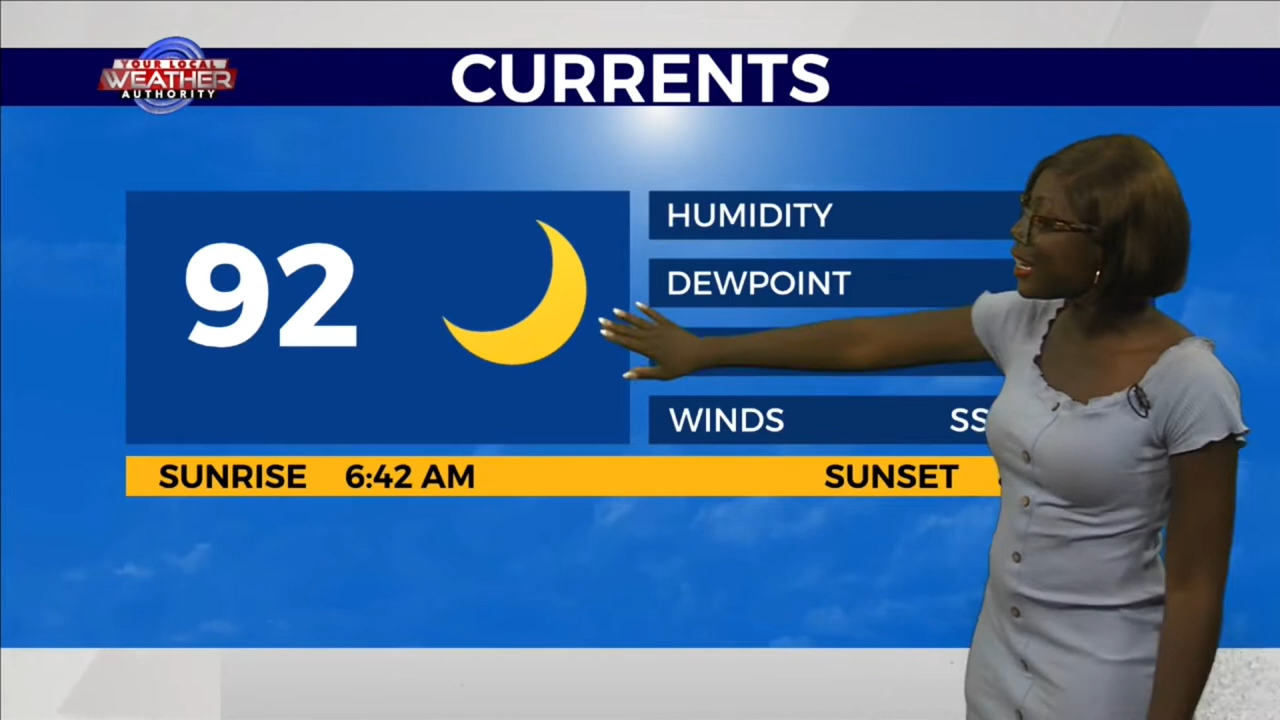 YOUR LOCAL
WEATHER
AUTHORITY
CURRENTS
92
HUMIDITY
DEWPOINT
WINDS
SUNRISE 6:42 AM SUNSET